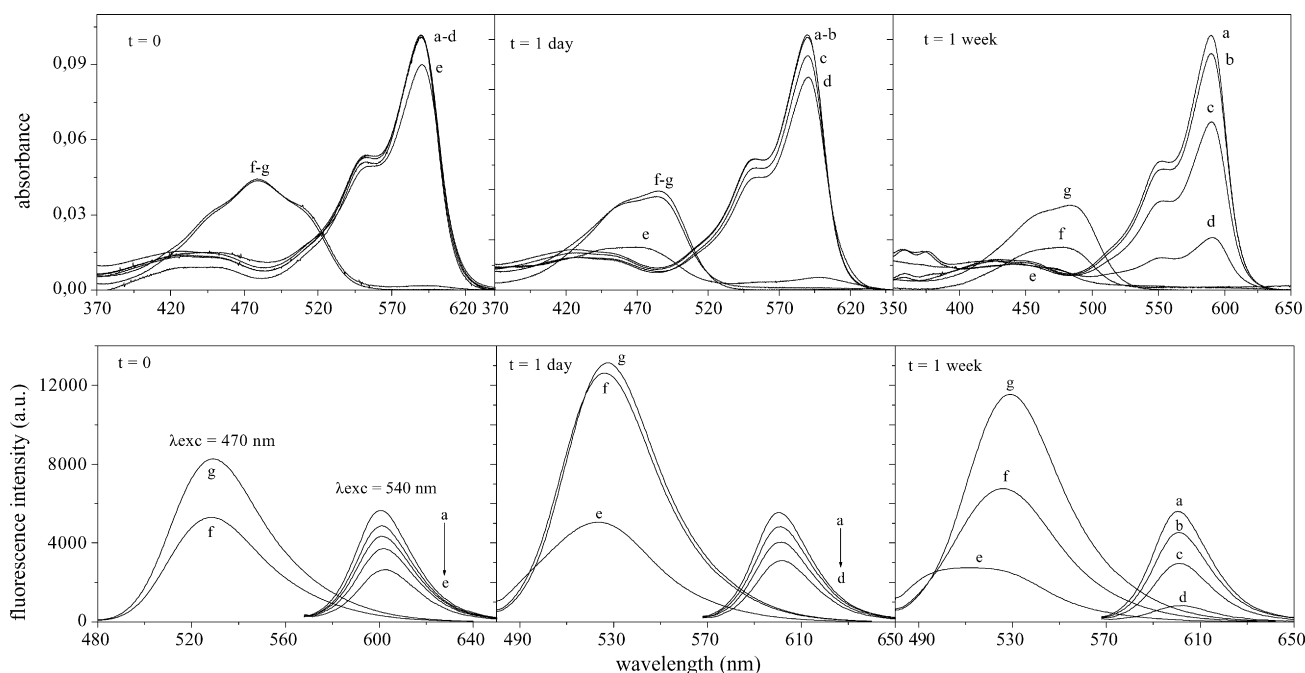 absorbance
t = 0
a-d
e
f-g
0,09
0,06
0,03
0,00
370
420
470
520
570
620
t = 1 day
a-b
c
d
f-g
e
370
420
470
520
570
620
t = 1 week
a
b
c
d
g
f
e
350
400
450
500
550
600
650
fluorescence intensity (a.u.)
t = 0
λexc = 470 nm
g
f
λexc = 540 nm
a
e
12000
8000
4000
0
480
520
560
600
640
t = 1 day
g
f
e
a
d
490
530
570
610
650
t = 1 week
g
f
e
a
b
c
d
490
530
570
610
650
wavelength (nm)